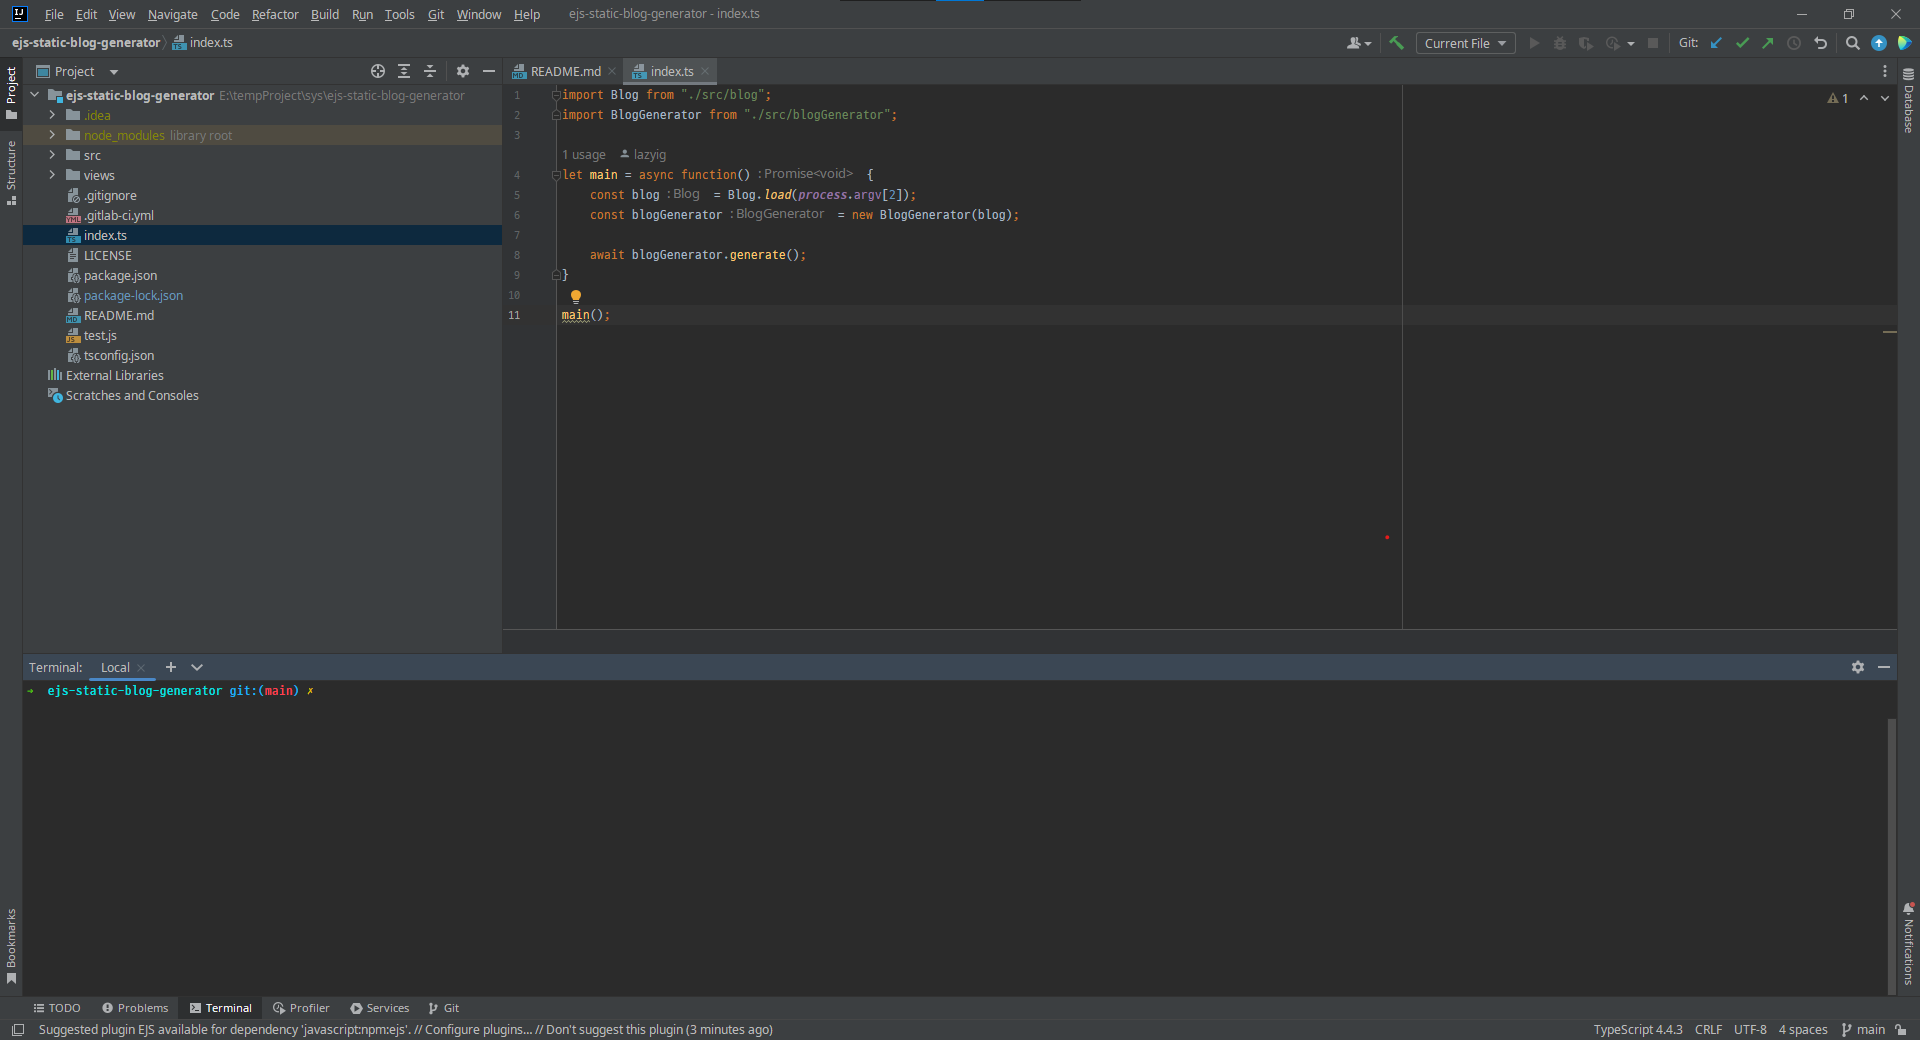 File Edit View Navigate Code Refactor Build Run Tools Git Window Help ejs-static-blog-generator - index.ts
ejs-static-blog-generator index.ts Current File Git:
Project
README.md index.ts
ejs-static-blog-generator E:\tempProject\sys\ejs-static-blog-generator
.idea
node_modules library root
src
views
.gitignore
.gitlab-ci.yml
index.ts
LICENSE
package.json
package-lock.json
README.md
test.js
tsconfig.json
External Libraries
Scratches and Consoles
Project
Structure
Bookmarks
1 import Blog from "./src/blog";
2 import BlogGenerator from "./src/blogGenerator";
3
1 usage lazyig
4 let main = async function() : Promise<void> {
5 const blog : Blog = Blog.load(process.argv[2]);
6 const blogGenerator : BlogGenerator = new BlogGenerator(blog);
7
8 await blogGenerator.generate();
9 }
10
11 main();
1
Database
Notifications
Terminal: Local
→ ejs-static-blog-generator git:(main) ✗
TODO Problems Terminal Profiler Services Git
Suggested plugin EJS available for dependency 'javascript:npm:ejs'. // Configure plugins... // Don't suggest this plugin (3 minutes ago) TypeScript 4.4.3 CRLF UTF-8 4 spaces main